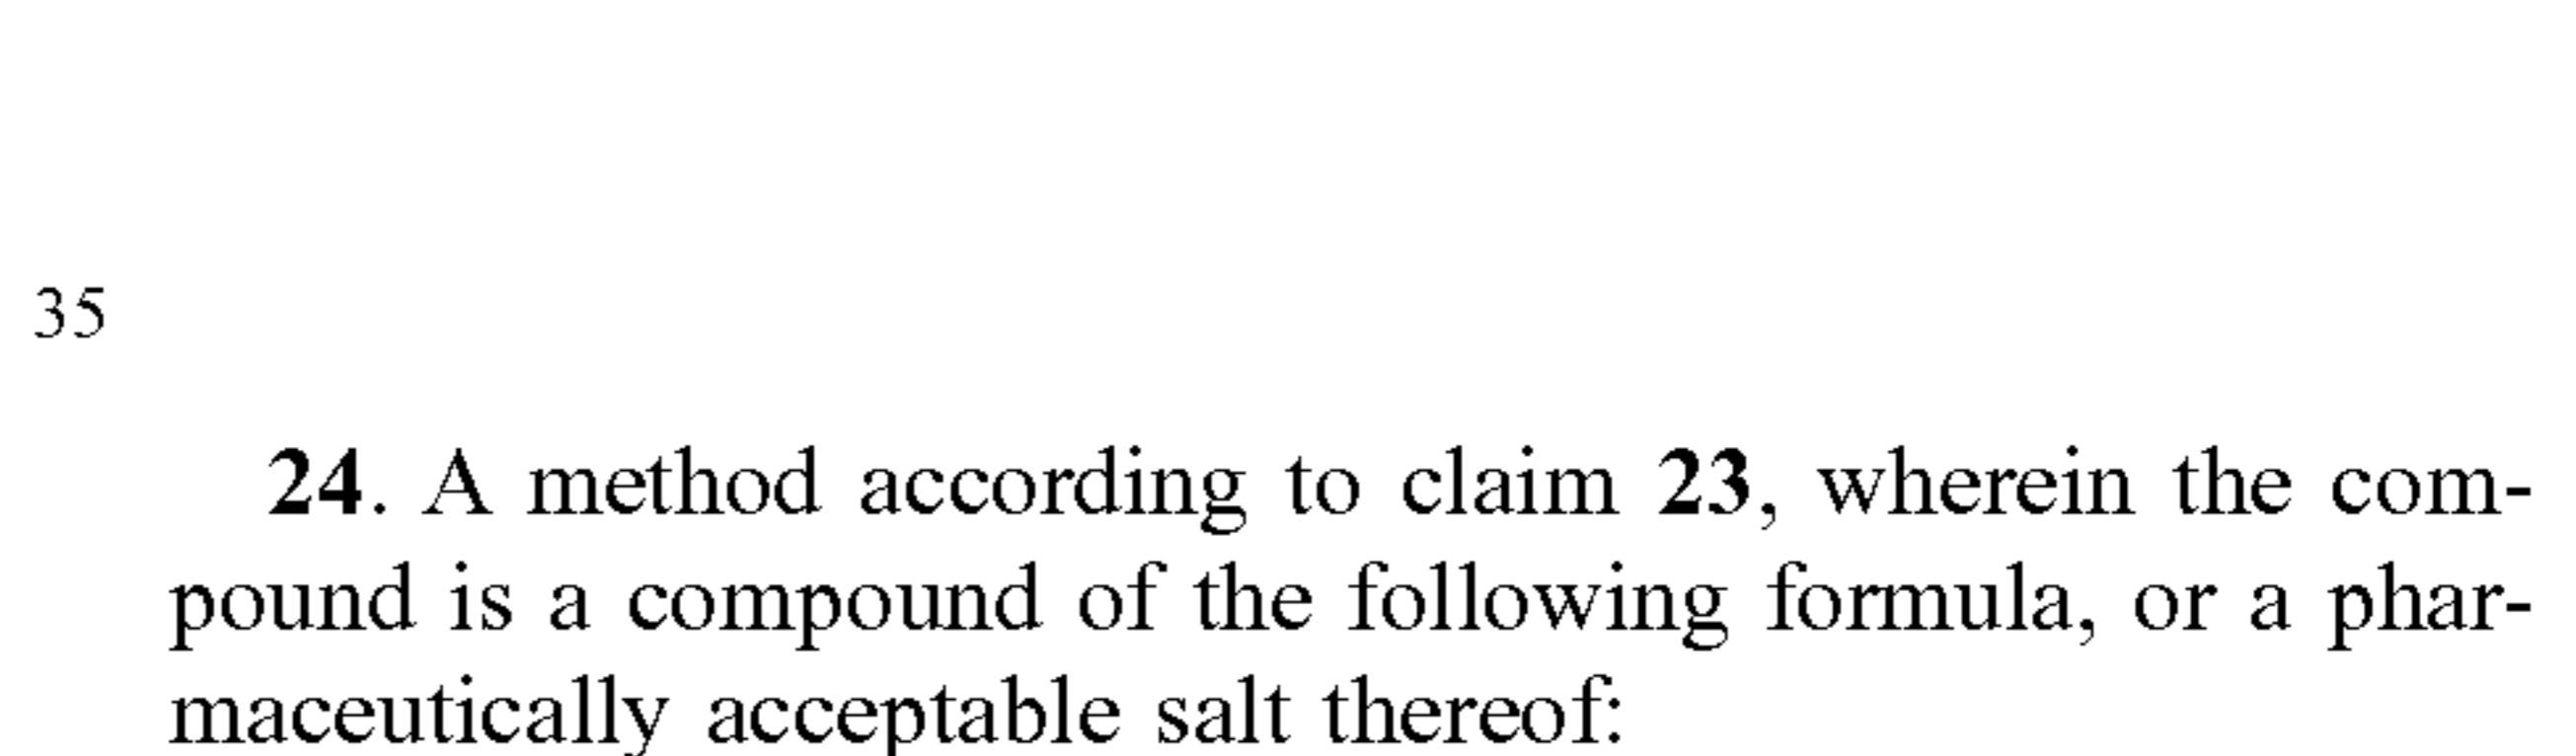 35
24. A method according to claim 23, wherein the com-
pound is a compound of the following formula, or a phar-
maceutically acceptable salt thereof: